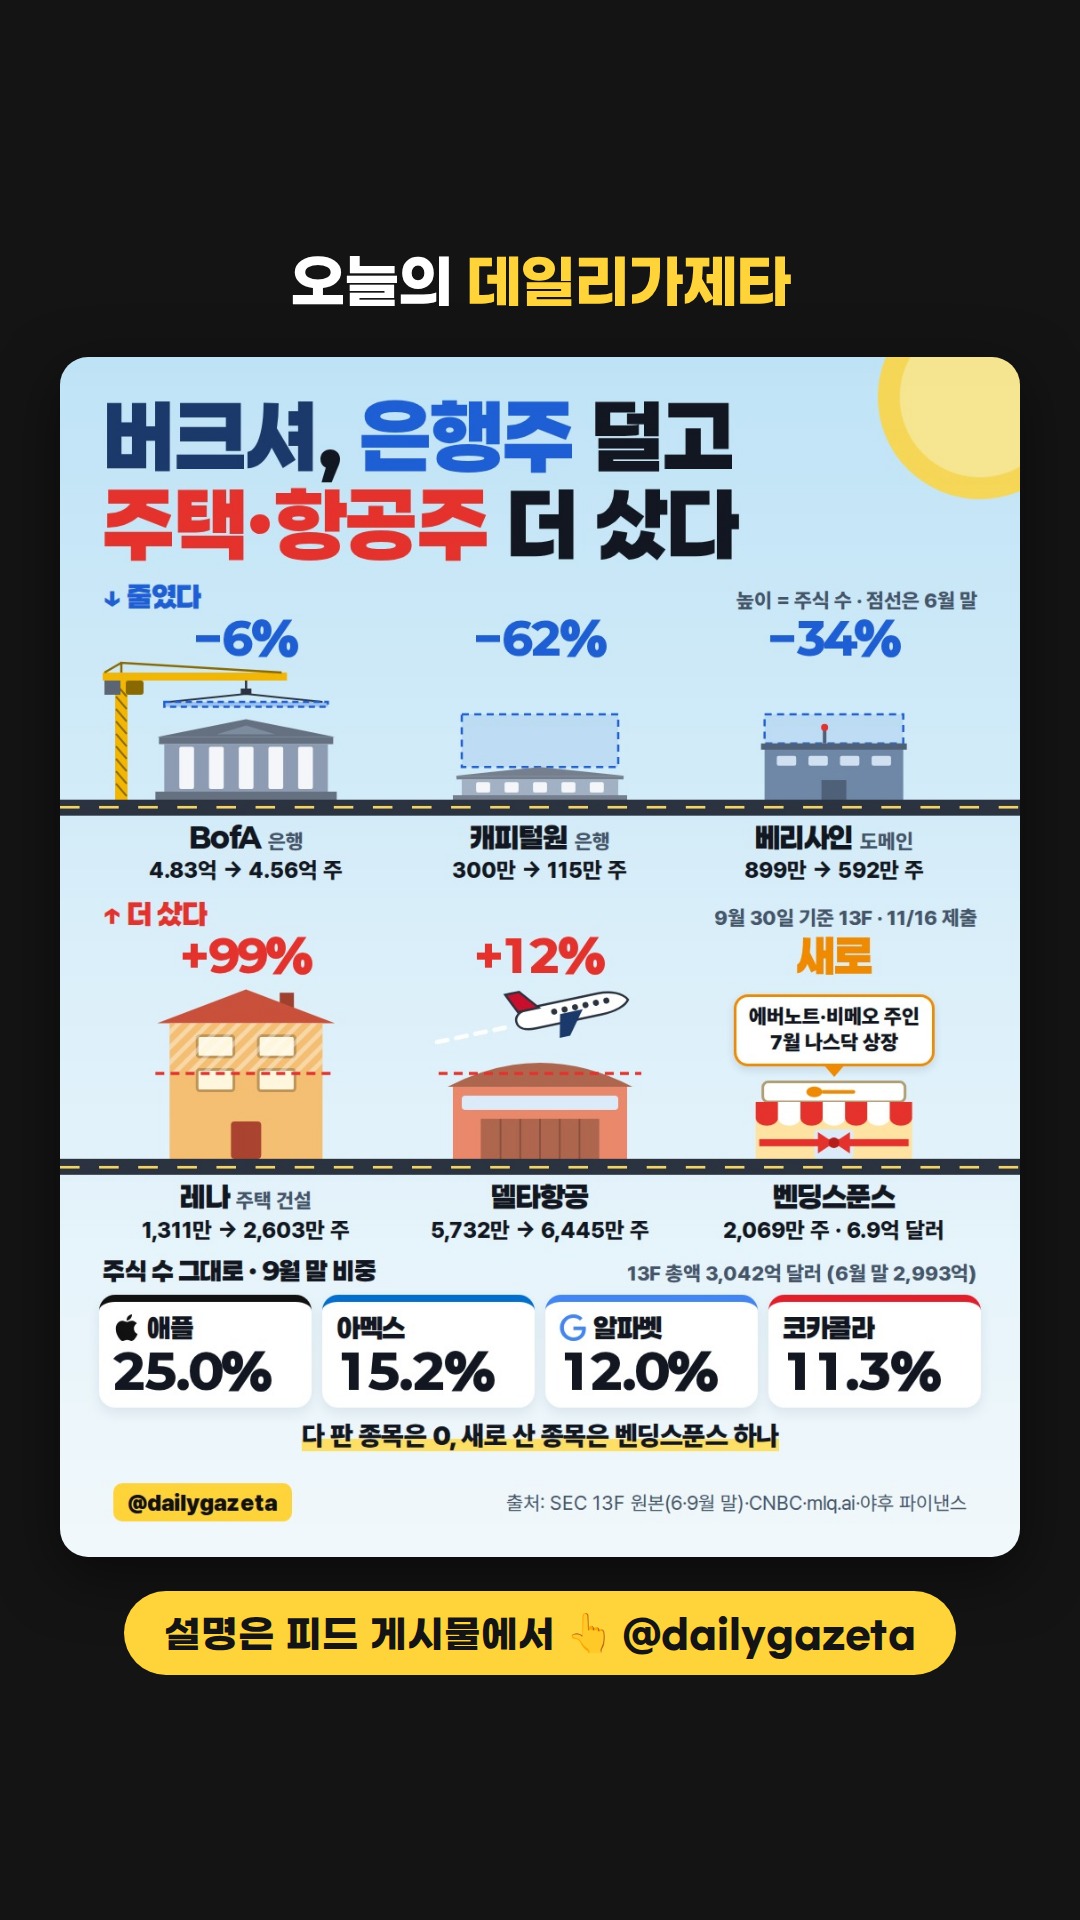 오늘의 데일리가제타
버크셔, 은행주 덜고
주택·항공주 더 샀다
↓ 줄였다
높이 = 주식 수 · 점선은 6월 말
−6%
−62%
−34%
BofA 은행
캐피털원 은행
베리사인 도메인
4.83억 → 4.56억 주
300만 → 115만 주
899만 → 592만 주
↑ 더 샀다
9월 30일 기준 13F · 11/16 제출
+99%
+12%
새로
에버노트·비메오 주인
7월 나스닥 상장
레나 주택 건설
델타항공
벤딩스푼스
1,311만 → 2,603만 주
5,732만 → 6,445만 주
2,069만 주 · 6.9억 달러
주식 수 그대로 · 9월 말 비중
13F 총액 3,042억 달러 (6월 말 2,993억)
애플
아멕스
알파벳
코카콜라
25.0%
15.2%
12.0%
11.3%
다 판 종목은 0, 새로 산 종목은 벤딩스푼스 하나
@dailygazeta
출처: SEC 13F 원본(6·9월 말)·CNBC·mlq.ai·야후 파이낸스
설명은 피드 게시물에서 👆 @dailygazeta